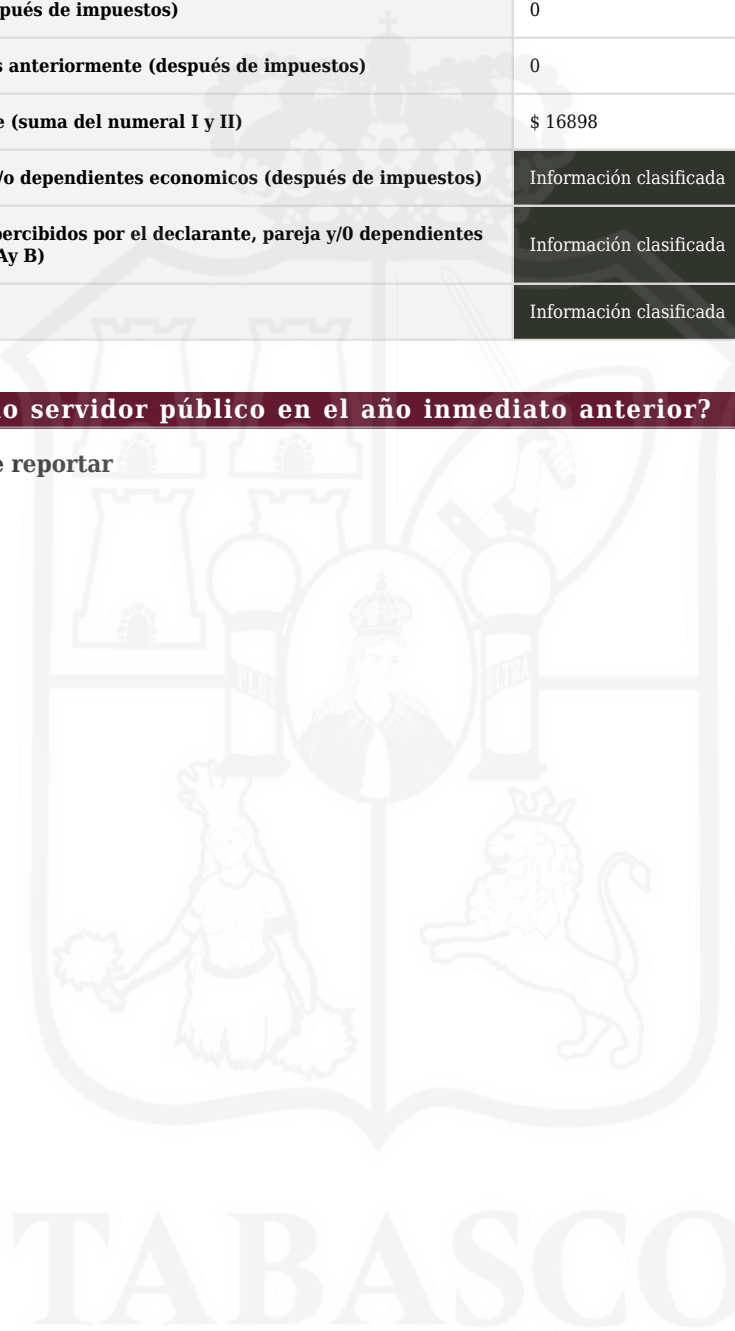 pués de impuestos) 0
s anteriormente (después de impuestos) 0
e (suma del numeral I y II) $ 16898
/o dependientes economicos (después de impuestos) Información clasificada
percibidos por el declarante, pareja y/0 dependientes
Ay B) Información clasificada
Información clasificada
o servidor público en el año inmediato anterior?
e reportar
PLUS ULTRA
TABASCO